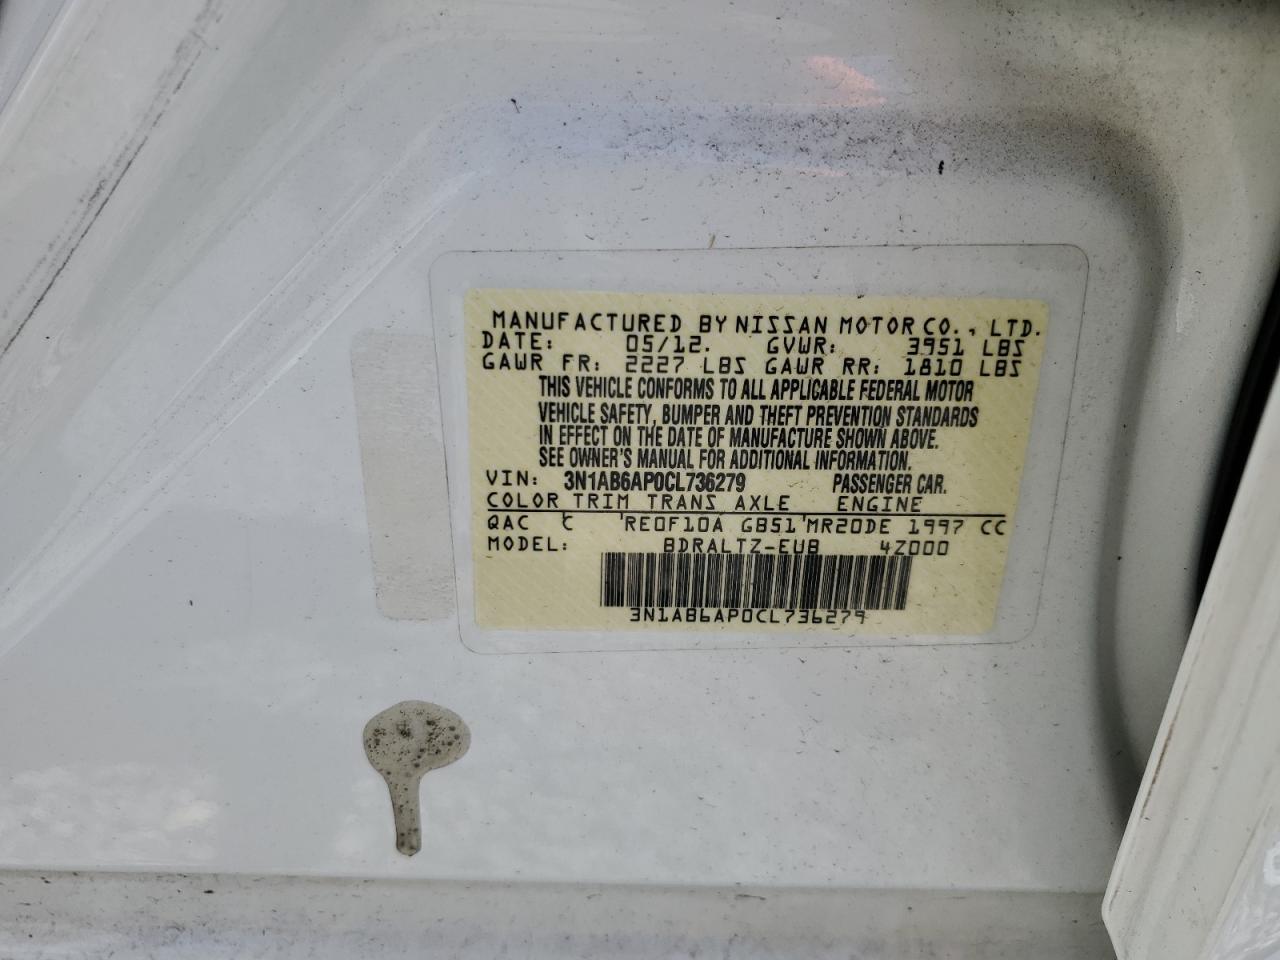 MANUFACTURED BY NISSAN MOTOR CO., LTD.
DATE: 05/12. GVWR: 3951 LBS
GAWR FR: 2227 LBS GAWR RR: 1810 LBS
THIS VEHICLE CONFORMS TO ALL APPLICABLE FEDERAL MOTOR
VEHICLE SAFETY, BUMPER AND THEFT PREVENTION STANDARDS
IN EFFECT ON THE DATE OF MANUFACTURE SHOWN ABOVE.
SEE OWNER'S MANUAL FOR ADDITIONAL INFORMATION.
VIN: 3N1AB6AP0CL736279 PASSENGER CAR.
COLOR TRIM TRANS AXLE ENGINE
QAC C RE0F10A GB51 MR20DE 1997 CC
MODEL: BDRALTZ-EUB 4Z000
3N1AB6AP0CL736279